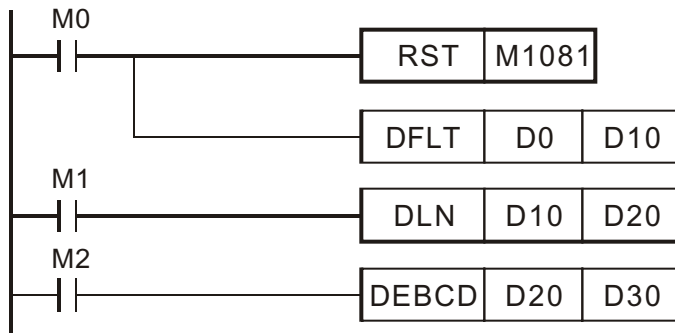 M0
RST M1081
DFLT D0 D10
M1
DLN D10 D20
M2
DEBCD D20 D30